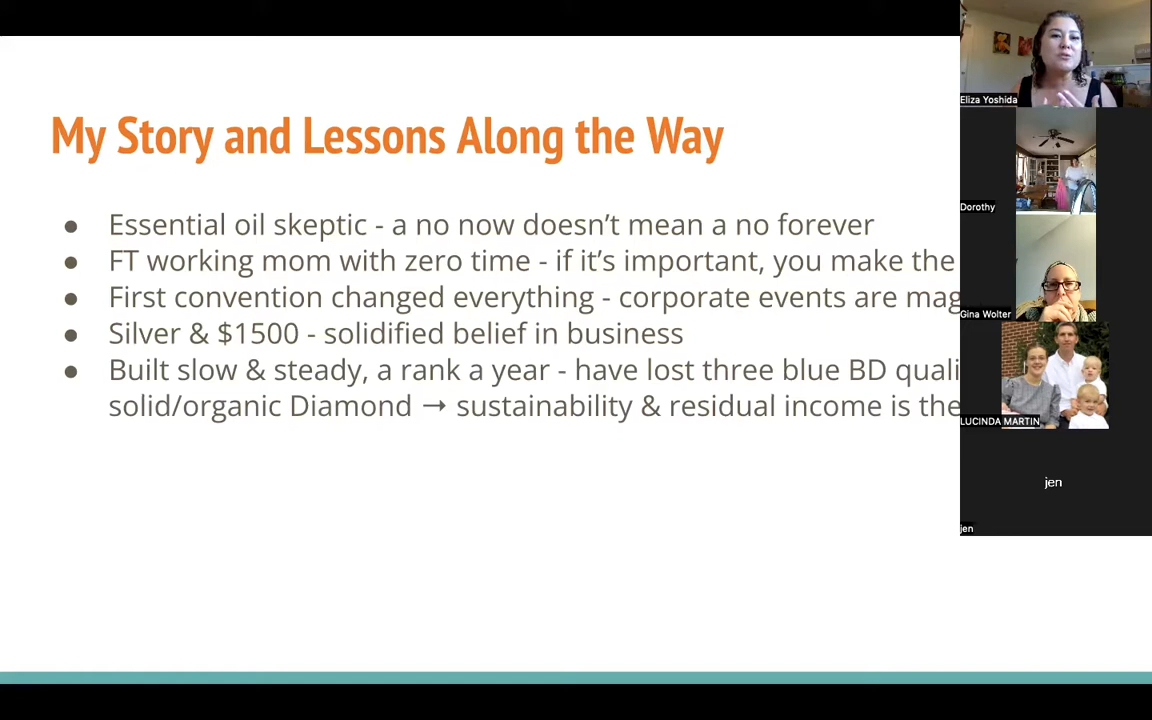 My Story and Lessons Along the Way
● Essential oil skeptic - a no now doesn’t mean a no forever
● FT working mom with zero time - if it’s important, you make the
● First convention changed everything - corporate events are mag
● Silver & $1500 - solidified belief in business
● Built slow & steady, a rank a year - have lost three blue BD quali
solid/organic Diamond → sustainability & residual income is the
Eliza Yoshida
Dorothy
Gina Wolter
LUCINDA MARTIN
jen
jen